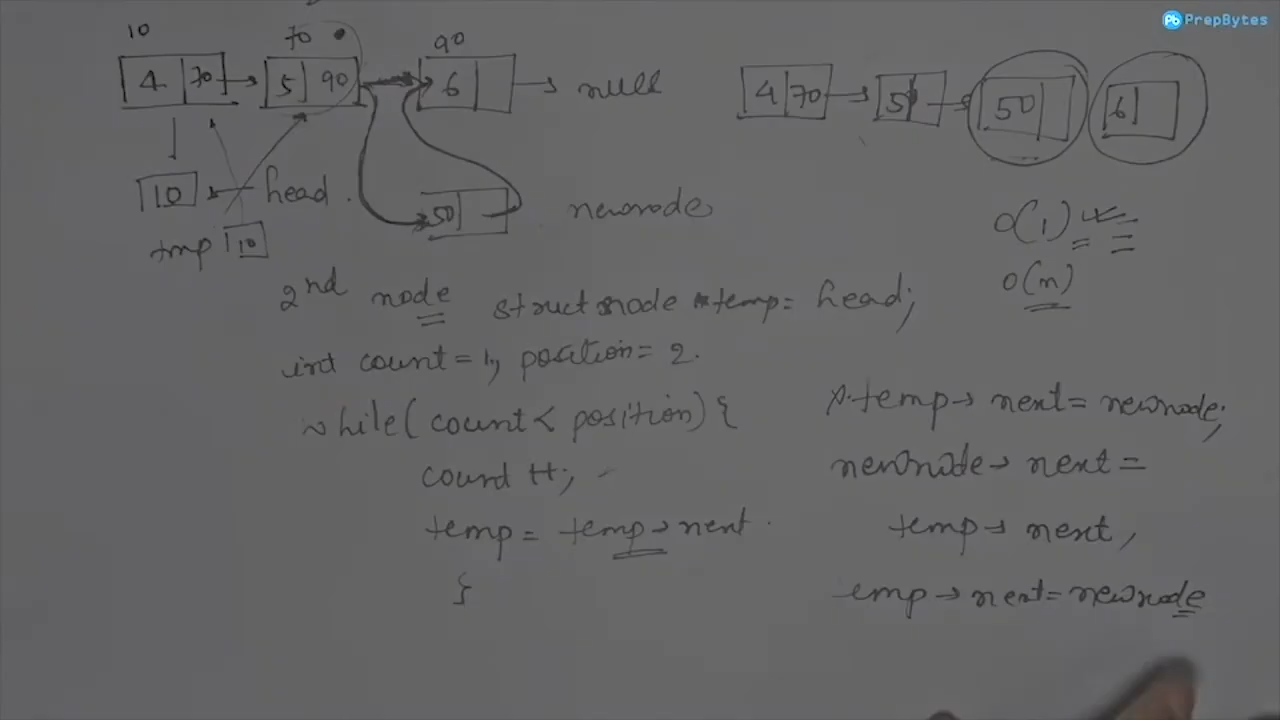 PrepBytes
10 70 90
4 70 5 90 6 null
4 70 5 50 6
10 head
50 newnode
tmp 10
O(1)
O(n)
2nd node struct node *temp = head;
int count = 1, position = 2.
while( count < position) {
count ++;
temp = temp → next.
}
temp → next = newnode;
newnode → next =
temp → next,
emp → next = newnode